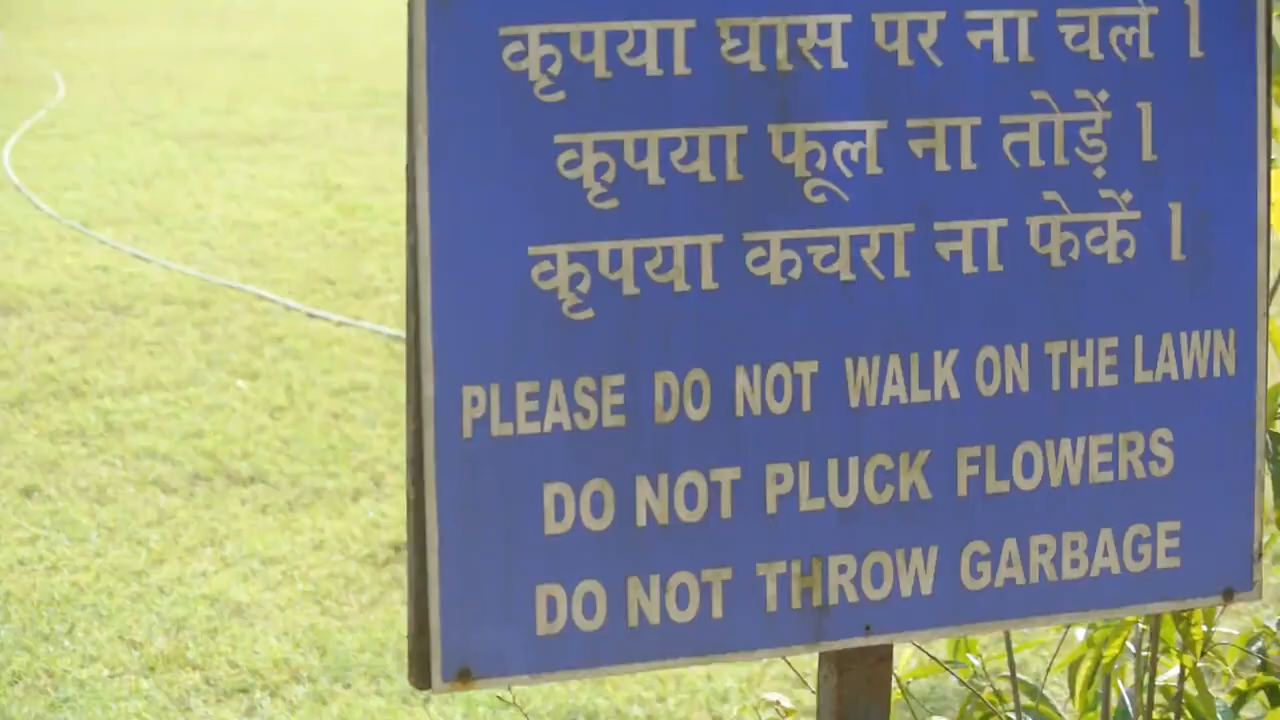 कृपया घास पर ना चले ।
कृपया फूल ना तोड़ें ।
कृपया कचरा ना फेकें ।
PLEASE DO NOT WALK ON THE LAWN
DO NOT PLUCK FLOWERS
DO NOT THROW GARBAGE